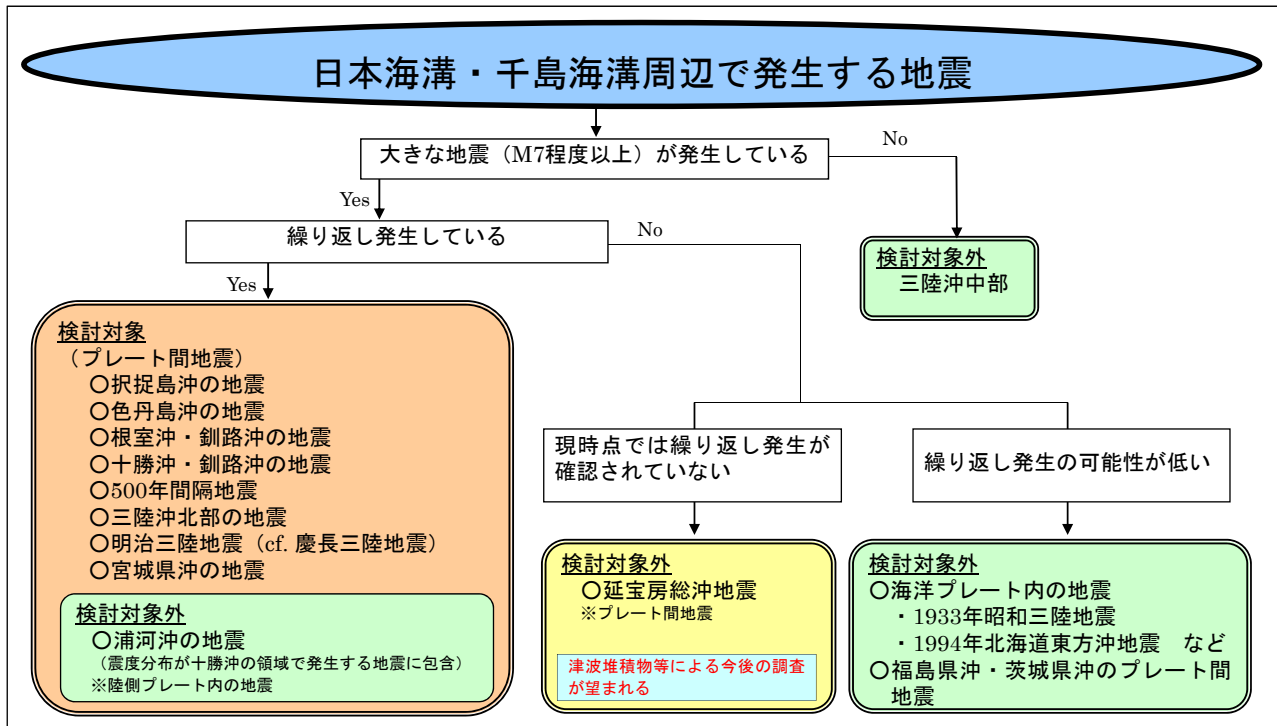 日本海溝・千島海溝周辺で発生する地震
大きな地震（M7程度以上）が発生している
No
Yes
繰り返し発生している
No
Yes
検討対象外
三陸沖中部
検討対象
（プレート間地震）
○択捉島沖の地震
○色丹島沖の地震
○根室沖・釧路沖の地震
○十勝沖・釧路沖の地震
○500年間隔地震
○三陸沖北部の地震
○明治三陸地震（cf. 慶長三陸地震）
○宮城県沖の地震
検討対象外
○浦河沖の地震
（震度分布が十勝沖の領域で発生する地震に包含）
※陸側プレート内の地震
現時点では繰り返し発生が
確認されていない
繰り返し発生の可能性が低い
検討対象外
○延宝房総沖地震
※プレート間地震
津波堆積物等による今後の調査
が望まれる
検討対象外
○海洋プレート内の地震
・1933年昭和三陸地震
・1994年北海道東方沖地震　など
○福島県沖・茨城県沖のプレート間
地震